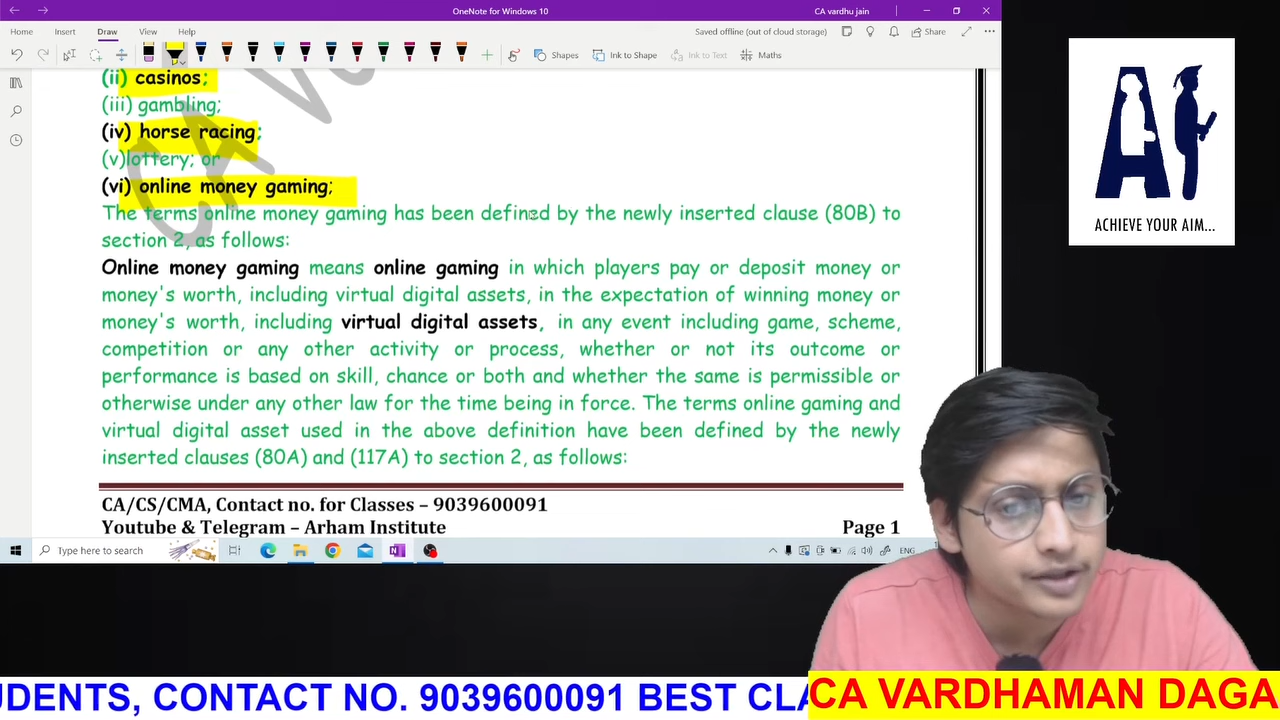 OneNote for Windows 10
CA vardhu jain
Home Insert Draw View Help
Saved offline (out of cloud storage) Share
Shapes Ink to Shape Ink to Text Maths
(ii) casinos;
(iii) gambling;
(iv) horse racing;
(v)lottery; or
(vi) online money gaming;
The terms online money gaming has been defined by the newly inserted clause (80B) to
section 2, as follows:
Online money gaming means online gaming in which players pay or deposit money or
money's worth, including virtual digital assets, in the expectation of winning money or
money's worth, including virtual digital assets, in any event including game, scheme,
competition or any other activity or process, whether or not its outcome or
performance is based on skill, chance or both and whether the same is permissible or
otherwise under any other law for the time being in force. The terms online gaming and
virtual digital asset used in the above definition have been defined by the newly
inserted clauses (80A) and (117A) to section 2, as follows:
CA/CS/CMA, Contact no. for Classes – 9039600091
Youtube & Telegram – Arham Institute Page 1
Type here to search
ENG
A
ACHIEVE YOUR AIM...
UDENTS, CONTACT NO. 9039600091 BEST CLA
CA VARDHAMAN DAGA